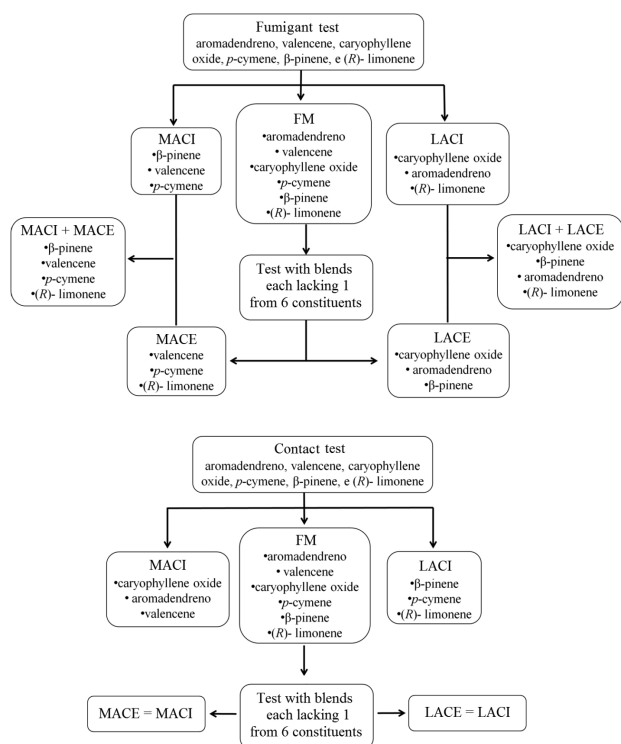 Fumigant test
aromadendreno, valencene, caryophyllene
oxide, p-cymene, β-pinene, e (R)- limonene
MACI
•β-pinene
• valencene
•p-cymene
FM
•aromadendreno
• valencene
•caryophyllene oxide
•p-cymene
•β-pinene
•(R)- limonene
LACI
•caryophyllene oxide
• aromadendreno
•(R)- limonene
MACI + MACE
•β-pinene
•valencene
•p-cymene
•(R)- limonene
Test with blends
each lacking 1
from 6 constituents
LACI + LACE
•caryophyllene oxide
•β-pinene
•aromadendreno
•(R)- limonene
MACE
•valencene
•p-cymene
•(R)- limonene
LACE
•caryophyllene oxide
• aromadendreno
•β-pinene
Contact test
aromadendreno, valencene, caryophyllene
oxide, p-cymene, β-pinene, e (R)- limonene
MACI
•caryophyllene oxide
• aromadendreno
•valencene
FM
•aromadendreno
• valencene
•caryophyllene oxide
•p-cymene
•β-pinene
•(R)- limonene
LACI
•β-pinene
•p-cymene
•(R)- limonene
MACE = MACI
Test with blends
each lacking 1
from 6 constituents
LACE = LACI